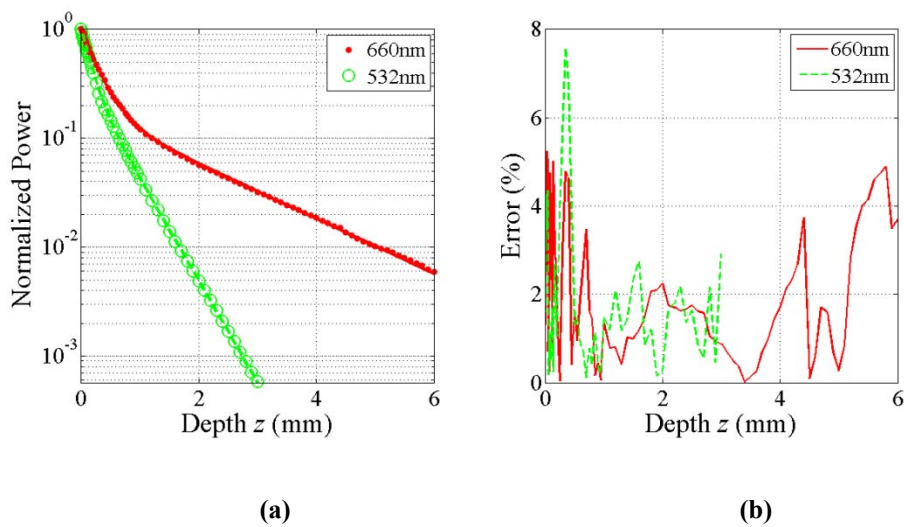 10^0
10^-1
10^-2
10^-3
0 2 4 6
Normalized Power
Depth z (mm)
660nm
532nm
(a)
8
6
4
2
0
0 2 4 6
Error (%)
Depth z (mm)
660nm
532nm
(b)